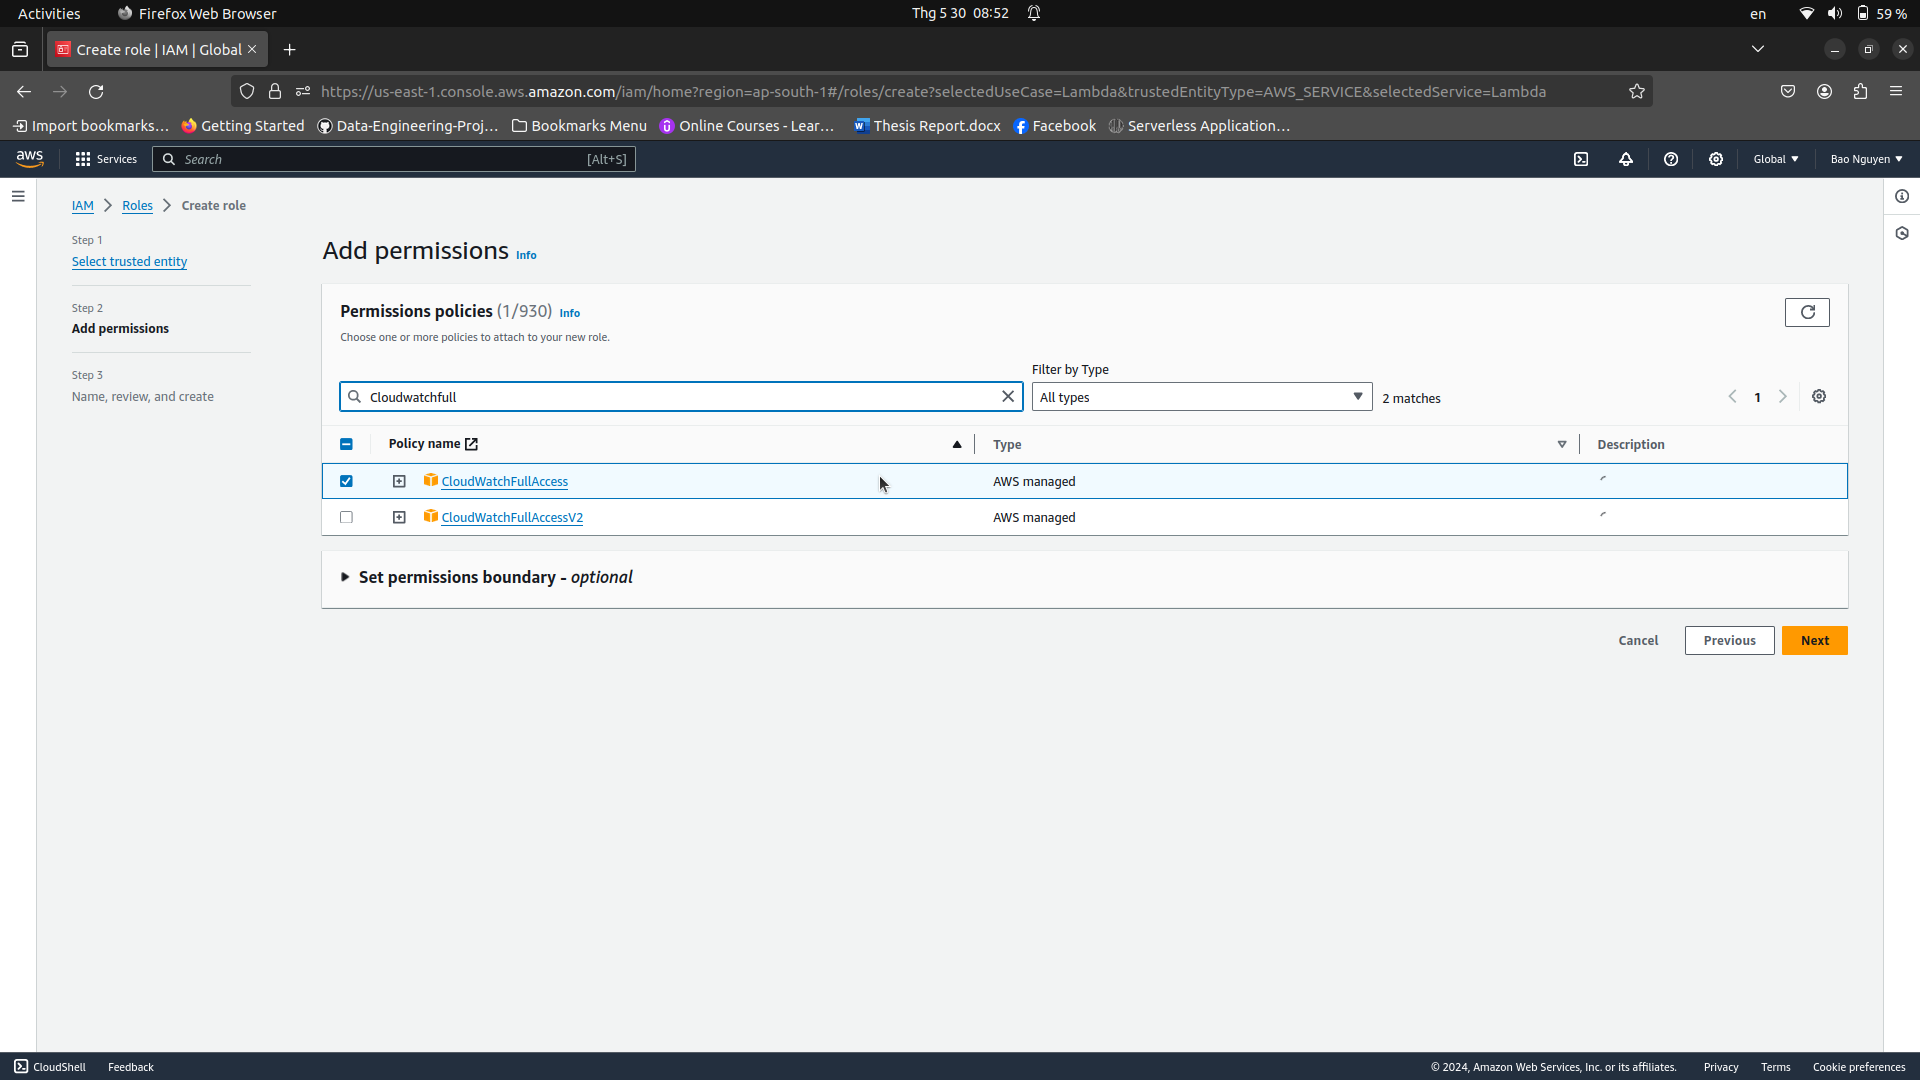 Activities
Firefox Web Browser
Thg 5 30 08:52
en
59 %
Create role | IAM | Global
https://us-east-1.console.aws.amazon.com/iam/home?region=ap-south-1#/roles/create?selectedUseCase=Lambda&trustedEntityType=AWS_SERVICE&selectedService=Lambda
Import bookmarks…
Getting Started
Data-Engineering-Proj…
Bookmarks Menu
Online Courses - Lear…
Thesis Report.docx
Facebook
Serverless Application…
aws
Services
Search
[Alt+S]
Global
Bao Nguyen
IAM
Roles
Create role
Step 1
Select trusted entity
Step 2
Add permissions
Step 3
Name, review, and create
Add permissions Info
Permissions policies (1/930) Info
Choose one or more policies to attach to your new role.
Filter by Type
Cloudwatchfull
All types
2 matches
1
Policy name
Type
Description
CloudWatchFullAccess
AWS managed
CloudWatchFullAccessV2
AWS managed
Set permissions boundary - optional
Cancel
Previous
Next
CloudShell
Feedback
© 2024, Amazon Web Services, Inc. or its affiliates.
Privacy
Terms
Cookie preferences